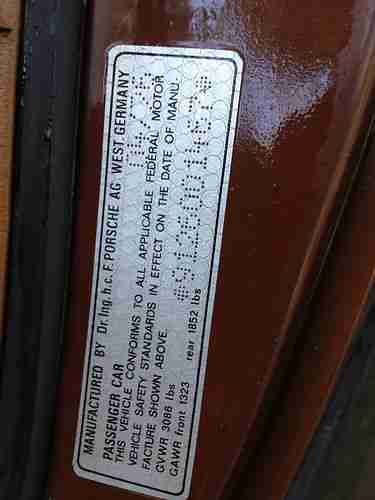 MANUFACTURED BY Dr. Ing. h. c. F. PORSCHE AG WEST GERMANY
PASSENGER CAR
THIS VEHICLE CONFORMS TO ALL APPLICABLE FEDERAL MOTOR
VEHICLE SAFETY STANDARDS IN EFFECT ON THE DATE OF MANU.
FACTURE SHOWN ABOVE.
GVWR 3086 lbs
GAWR front 1323 rear 1852 lbs